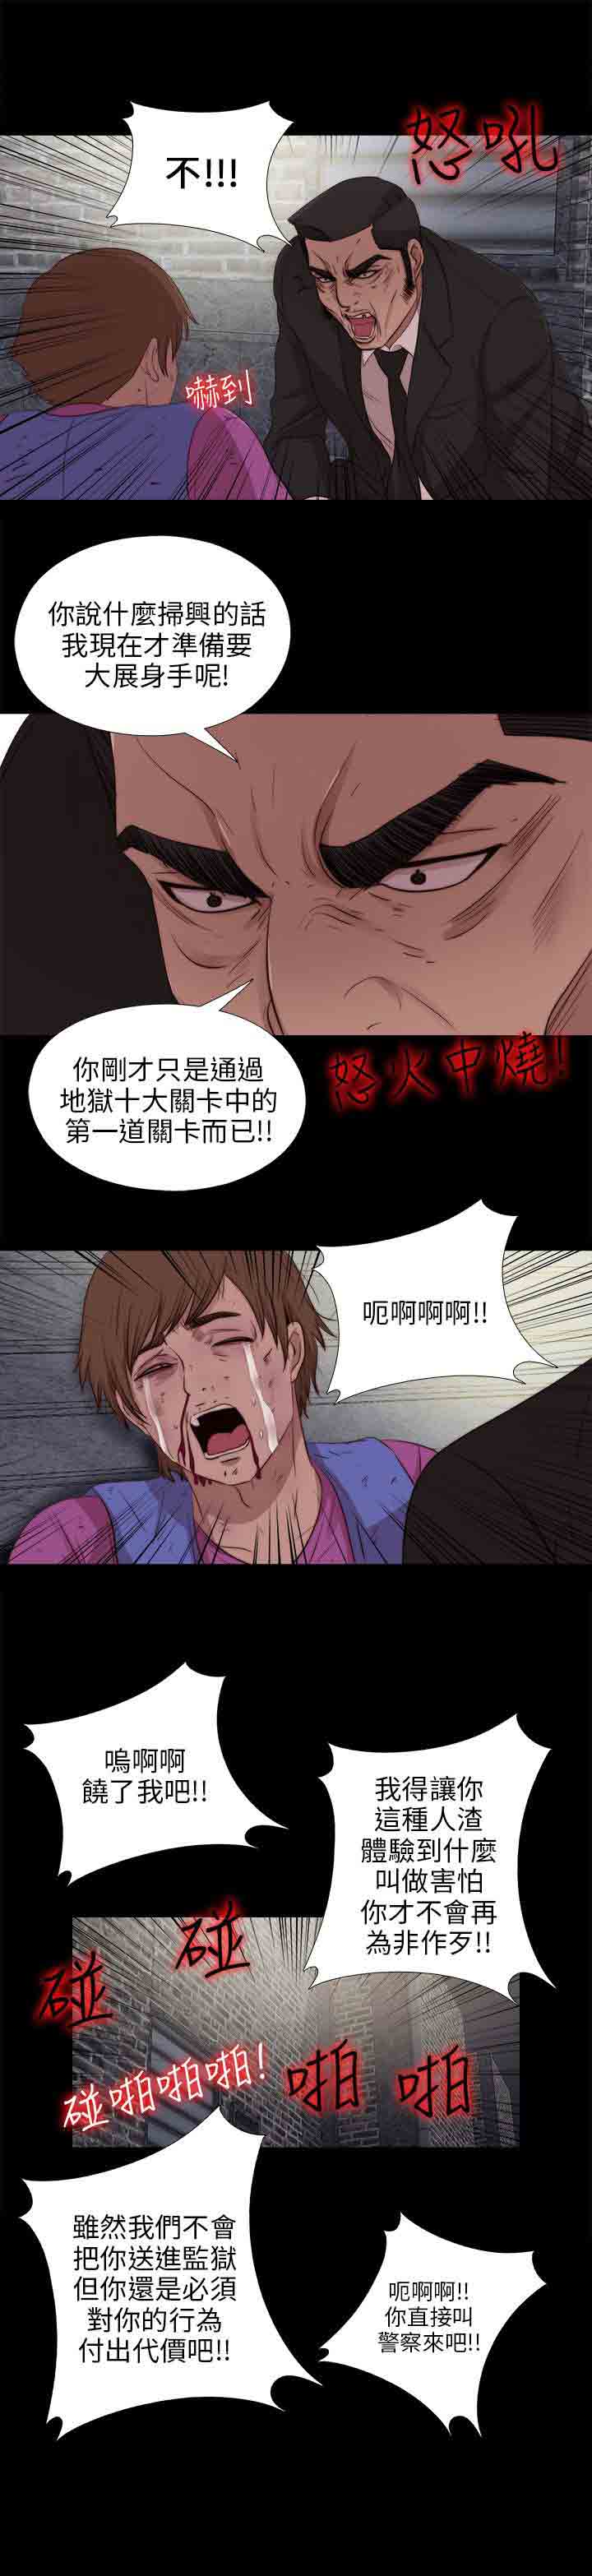 不!!!
怒吼
嚇到
你說什麼掃興的話
我現在才準備要
大展身手呢!
你剛才只是通過
地獄十大關卡中的
第一道關卡而已!!
怒火中燒!
呃啊啊啊!!
嗚啊啊
饒了我吧!!
我得讓你
這種人渣
體驗到什麼
叫做害怕
你才不會再
為非作歹!!
碰
碰
碰啪啪啪!
啪
啪
雖然我們不會
把你送進監獄
但你還是必須
對你的行為
付出代價吧!!
呃啊啊!!
你直接叫
警察來吧!!